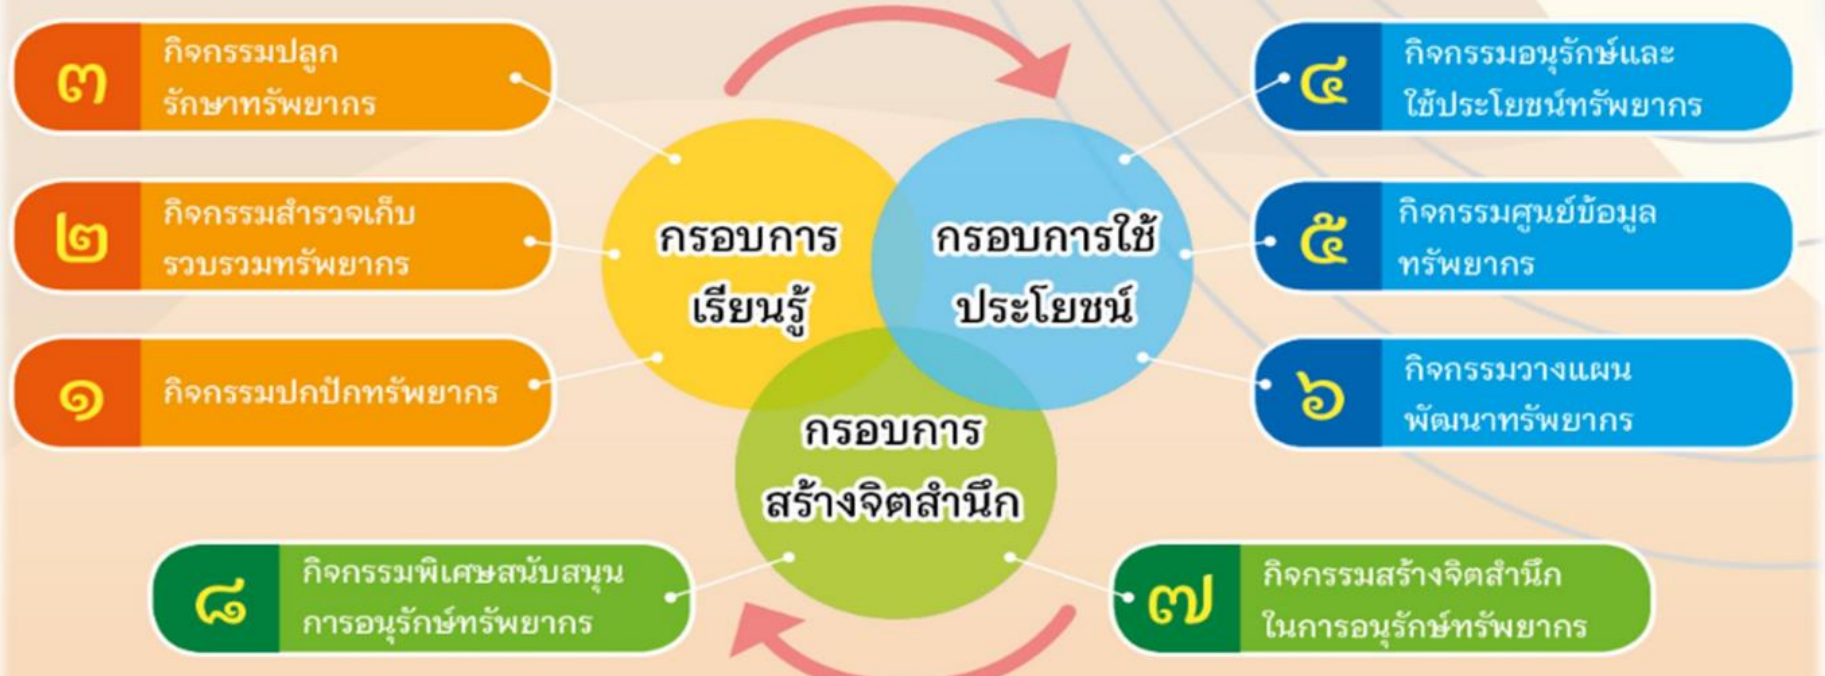 ๓
กิจกรรมปลูก
รักษาทรัพยากร
๒
กิจกรรมสำรวจเก็บ
รวบรวมทรัพยากร
๑
กิจกรรมปกปักทรัพยากร
กรอบการ
เรียนรู้
กรอบการใช้
ประโยชน์
กรอบการ
สร้างจิตสำนึก
๔
กิจกรรมอนุรักษ์และ
ใช้ประโยชน์ทรัพยากร
๕
กิจกรรมศูนย์ข้อมูล
ทรัพยากร
๖
กิจกรรมวางแผน
พัฒนาทรัพยากร
๘
กิจกรรมพิเศษสนับสนุน
การอนุรักษ์ทรัพยากร
๗
กิจกรรมสร้างจิตสำนึก
ในการอนุรักษ์ทรัพยากร